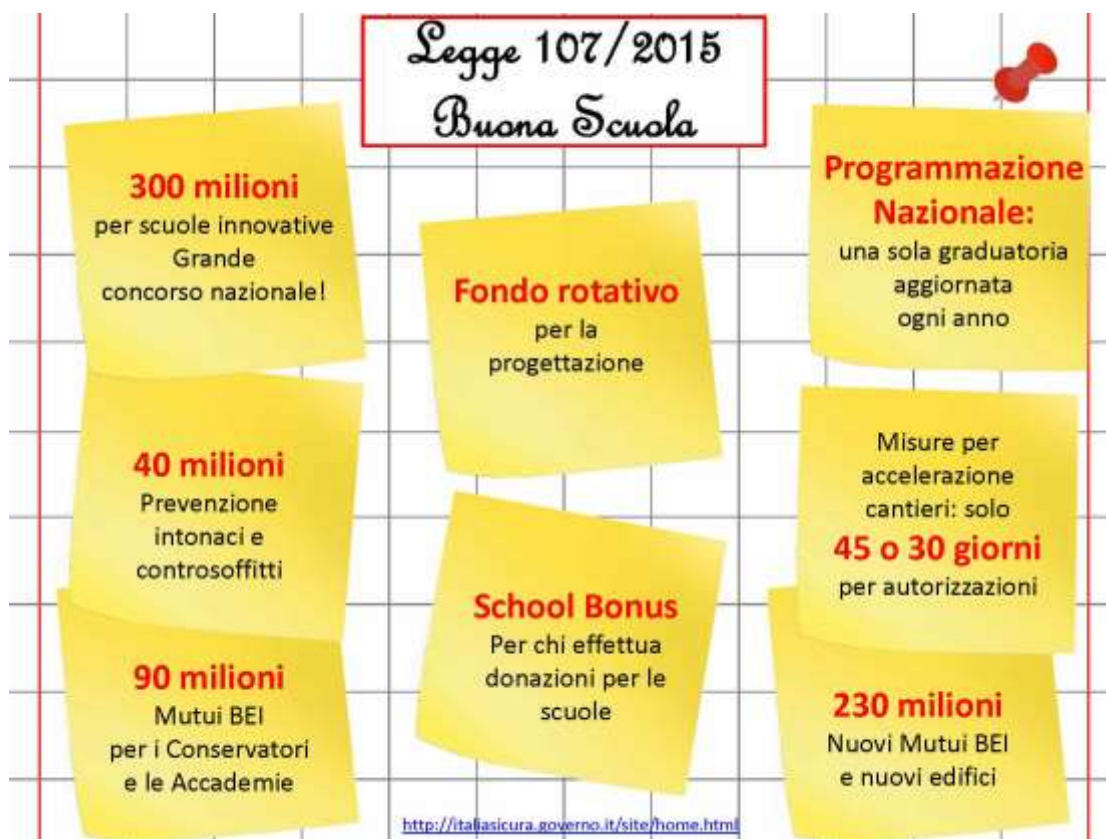 Legge 107/2015
Buona Scuola
300 milioni
per scuole innovative
Grande
concorso nazionale!
40 milioni
Prevenzione
intonaci e
controsoffitti
90 milioni
Mutui BEI
per i Conservatori
e le Accademie
Fondo rotativo
per la
progettazione
School Bonus
Per chi effettua
donazioni per le
scuole
Programmazione
Nazionale:
una sola graduatoria
aggiornata
ogni anno
Misure per
accelerazione
cantieri: solo
45 o 30 giorni
per autorizzazioni
230 milioni
Nuovi Mutui BEI
e nuovi edifici
http://italiasicura.governo.it/site/home.html